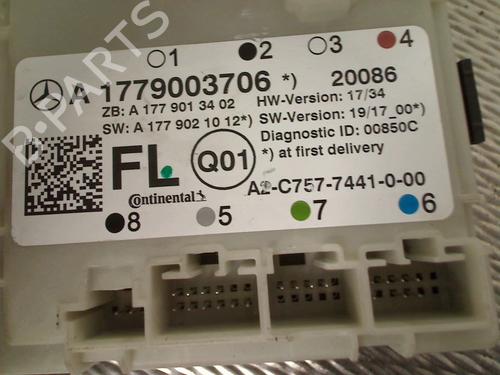 1 2 3 4
A 1779003706 *) 20086
ZB: A 177 901 34 02 HW-Version: 17/34
SW: A 177 902 10 12*) SW-Version: 19/17_00*)
Diagnostic ID: 00850C
FL. Q01 *) at first delivery
A2-C757-7441-0-00
Continental
8 5 7 6
B-PARTS